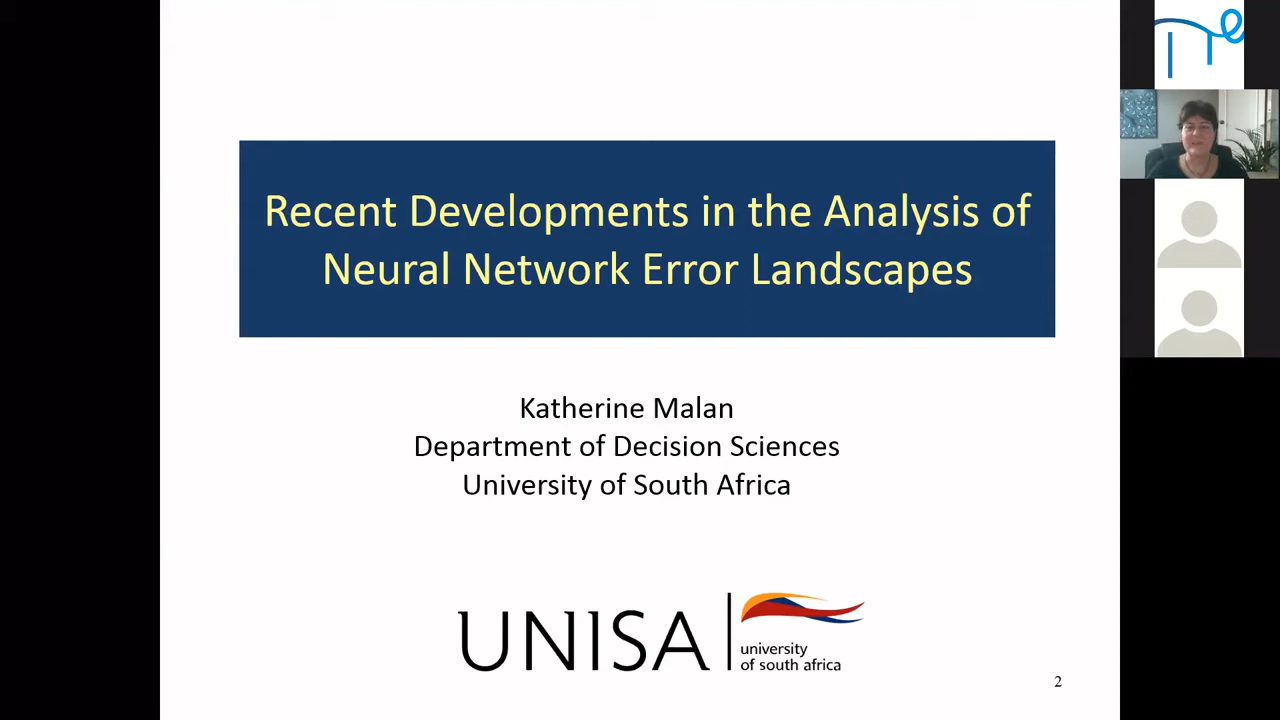 Recent Developments in the Analysis of
Neural Network Error Landscapes
Katherine Malan
Department of Decision Sciences
University of South Africa
UNISA
university
of south africa
2